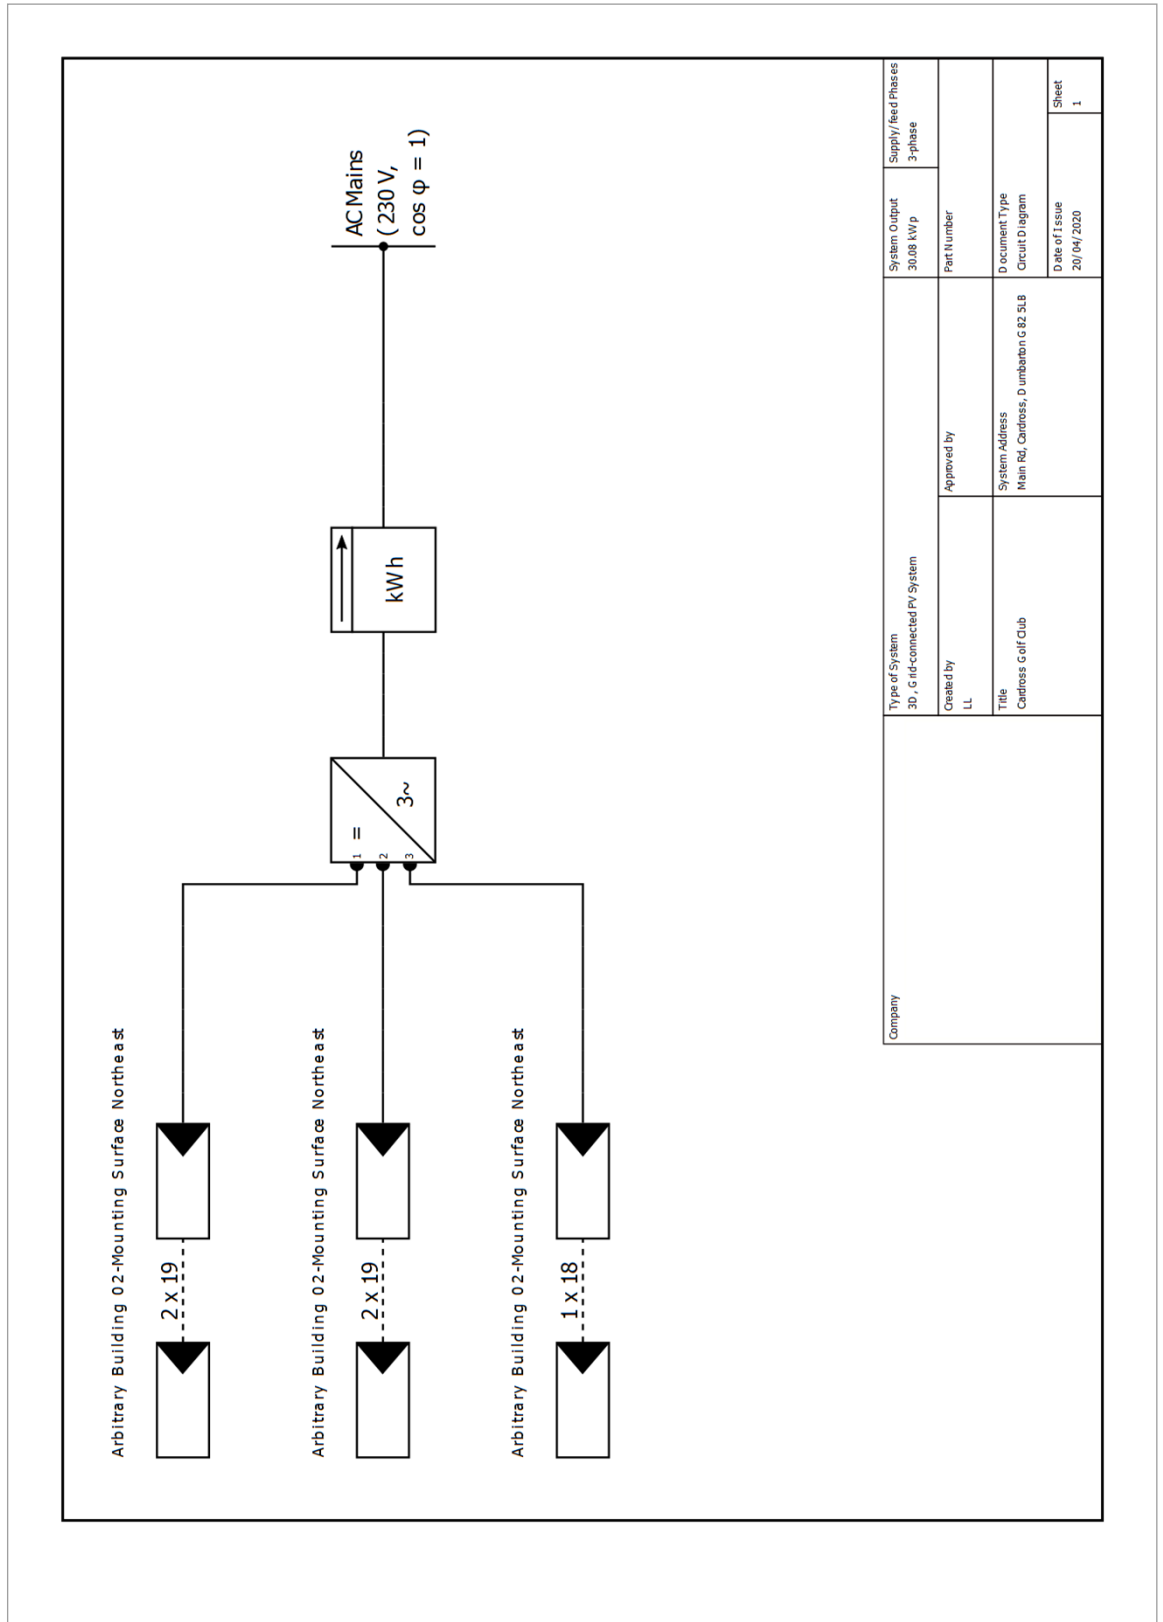 Arbitrary Building 02-Mounting Surface Northeast
2 x 19
Arbitrary Building 02-Mounting Surface Northeast
2 x 19
Arbitrary Building 02-Mounting Surface Northeast
1 x 18
1
2
3
=
3~
kWh
AC Mains
(230 V,
cos φ = 1)
Company
Type of System
3D, Grid-connected PV System
System Output
30.08 kWp
Supply/feed Phases
3-phase
Created by
LL
Approved by
Part Number
Title
Cardross Golf Club
System Address
Main Rd, Cardross, Dumbarton G82 5LB
Document Type
Circuit Diagram
Date of Issue
20/04/2020
Sheet
1